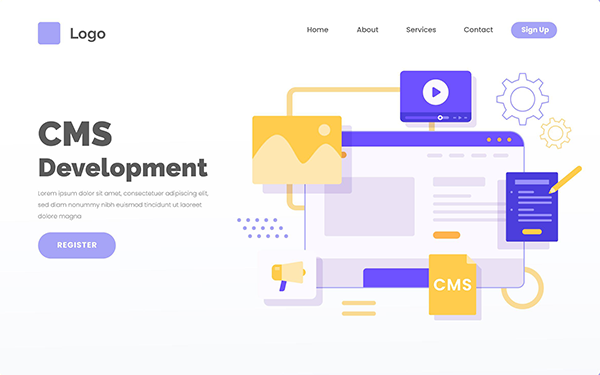 Logo
Home
About
Services
Contact
Sign Up
CMS
Development
Lorem ipsum dolor sit amet, consectetuer adipiscing elit,
sed diam nonummy nibh euismod tincidunt ut laoreet
dolore magna
REGISTER
CMS